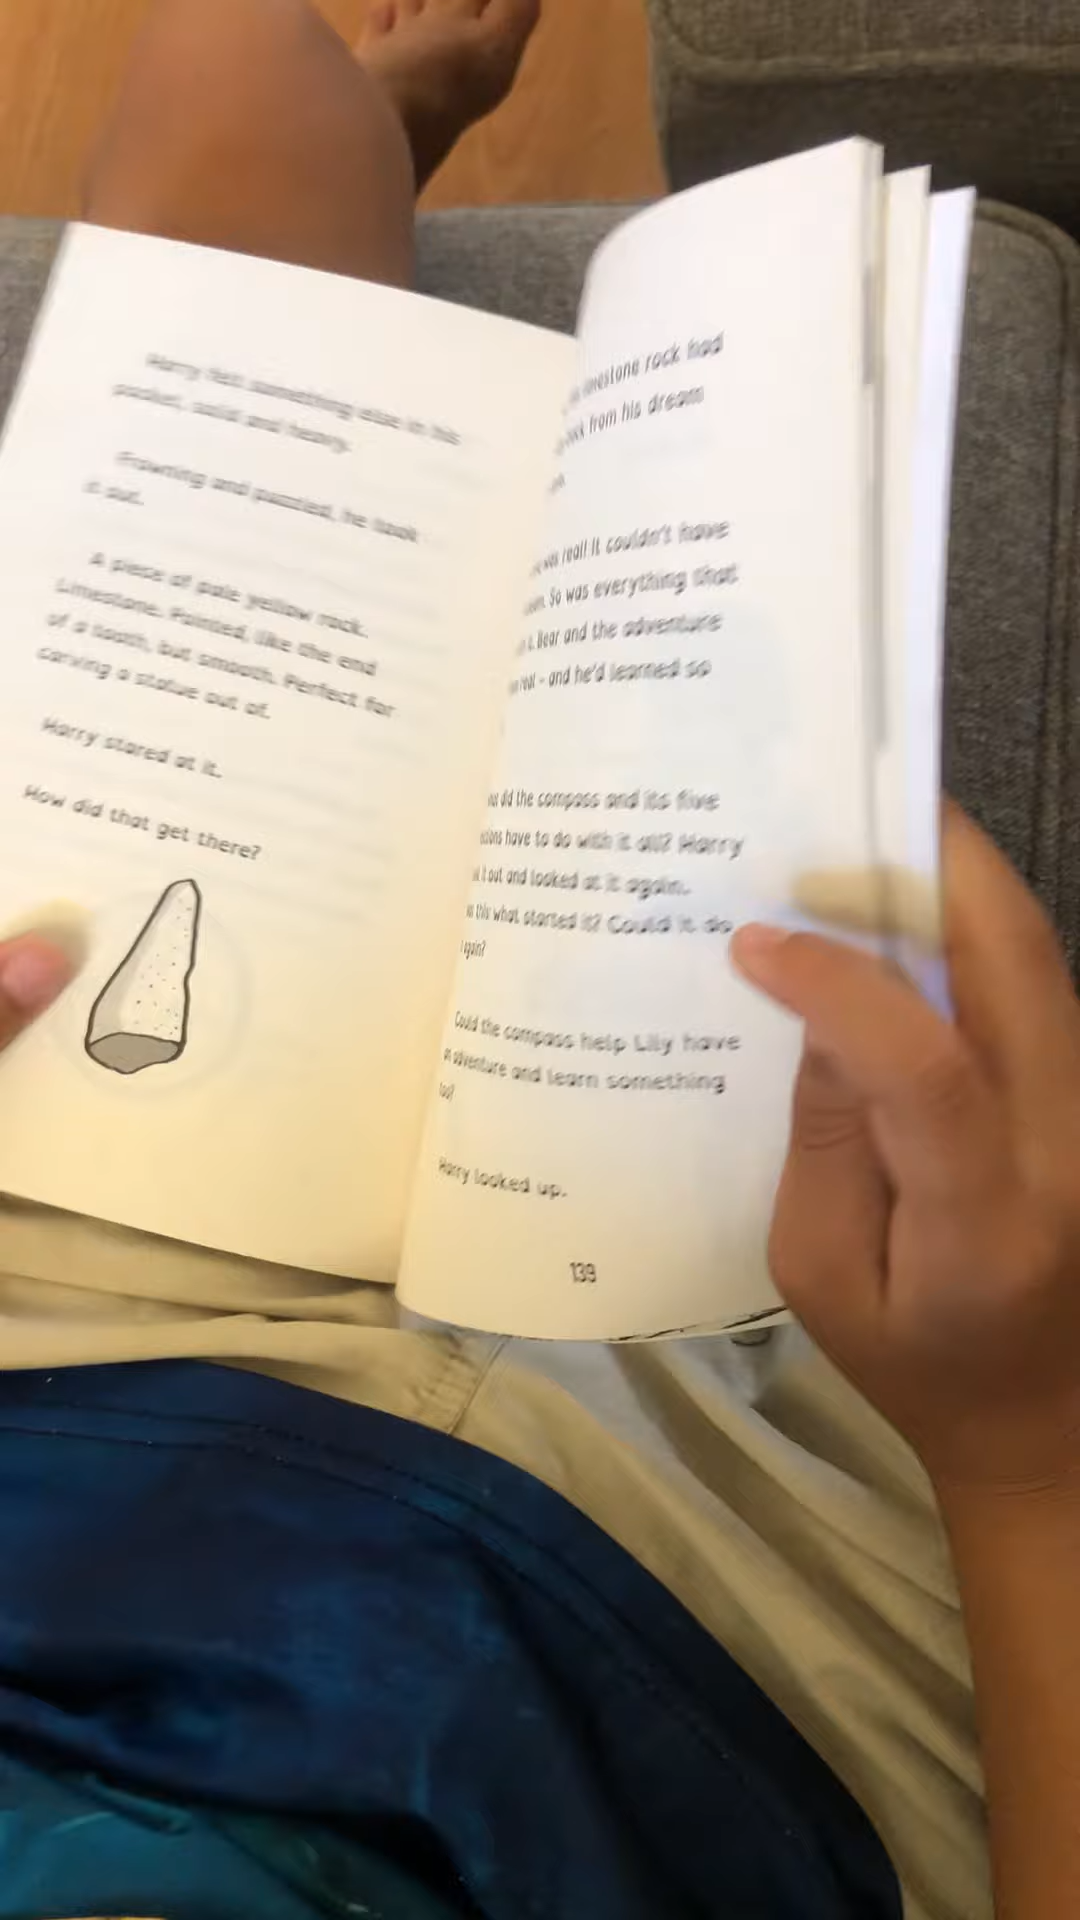 Harry felt something else in his
pocket, solid and heavy.
Frowning and puzzled, he took
it out.
A piece of pale yellow rock.
Limestone. Pointed, like the end
of a tooth, but smooth. Perfect for
carving a statue out of.
Harry stared at it.
How did that get there?
limestone rock had
from his dream
was real! It couldn't have
So was everything that
Bear and the adventure
real – and he'd learned so
did the compass and its five
have to do with it all? Harry
it out and looked at it again.
this what started it? Could it do
again?
Could the compass help Lily have
an adventure and learn something
too?
Harry looked up.
139